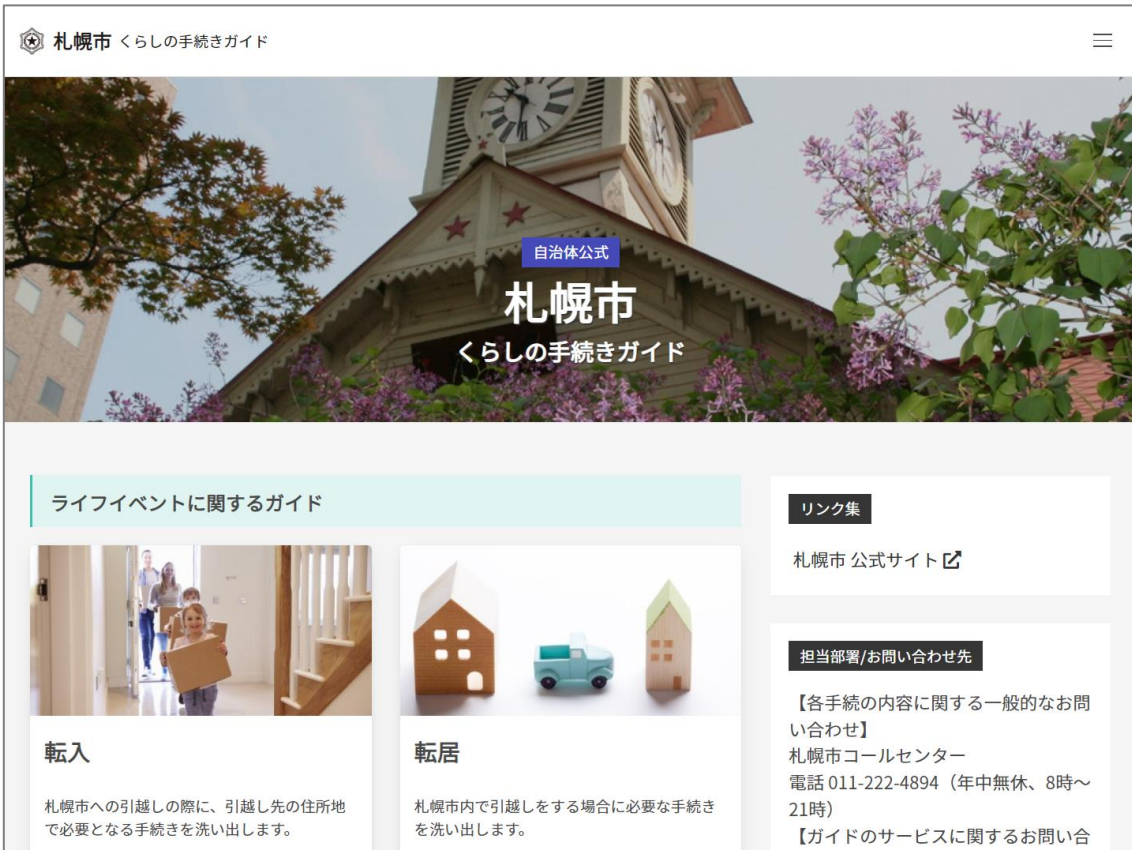 札幌市 くらしの手続きガイド
自治体公式
札幌市
くらしの手続きガイド
ライフイベントに関するガイド
転入
札幌市への引越しの際に、引越し先の住所地
で必要となる手続きを洗い出します。
転居
札幌市内で引越しをする場合に必要な手続き
を洗い出します。
リンク集
札幌市 公式サイト
担当部署/お問い合わせ先
【各手続の内容に関する一般的なお問
い合わせ】
札幌市コールセンター
電話 011-222-4894（年中無休、8時～
21時）
【ガイドのサービスに関するお問い合